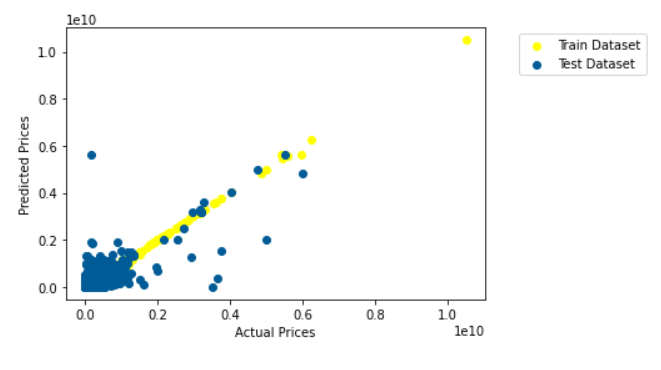 1e10
Train Dataset
Test Dataset
1.0
0.8
0.6
0.4
0.2
0.0
Predicted Prices
0.0 0.2 0.4 0.6 0.8 1.0
1e10
Actual Prices